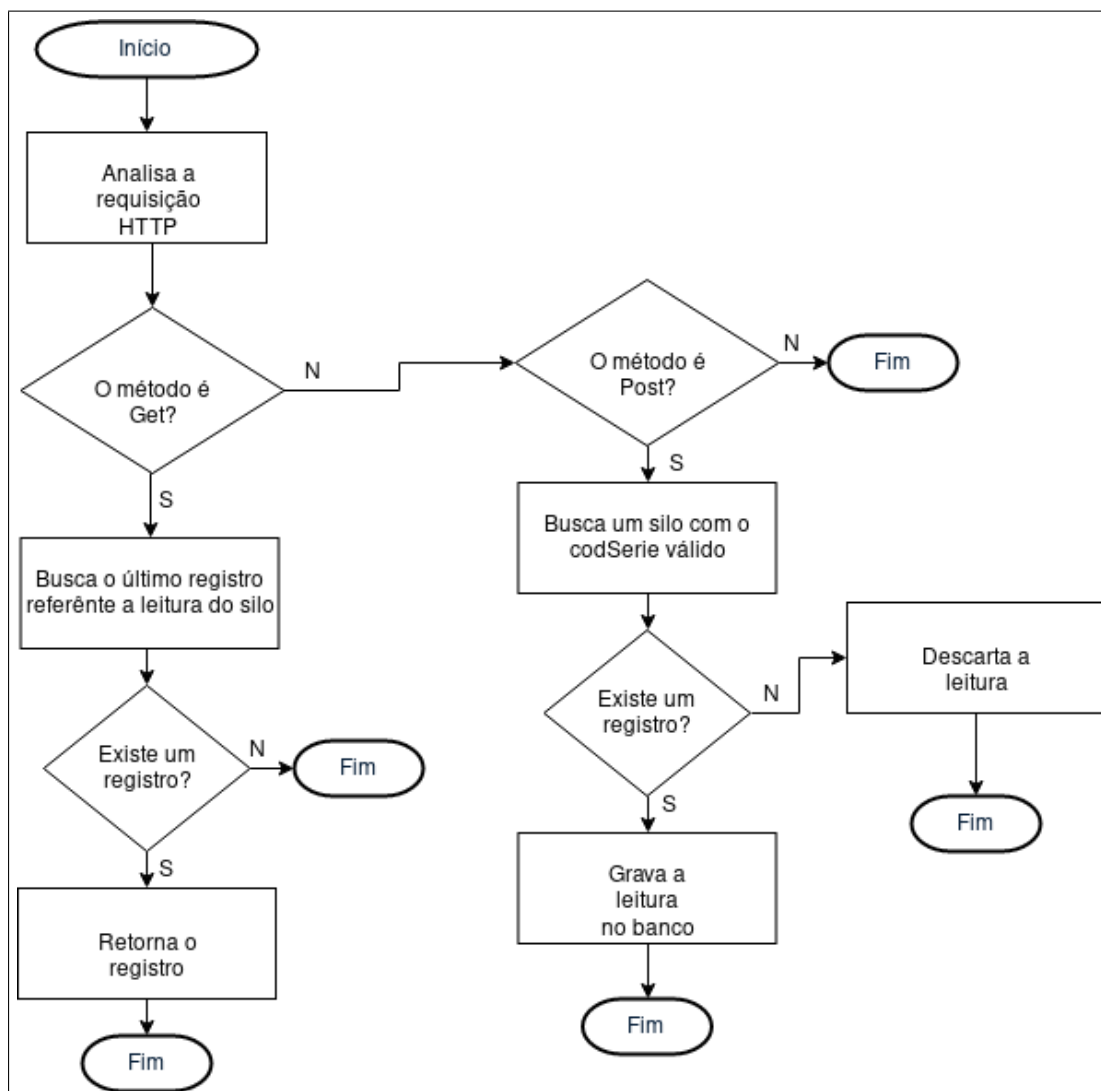 Início
Analisa a
requisição
HTTP
O método é
Get?
N
S
O método é
Post?
N
Fim
S
Busca o último registro
referênte a leitura do silo
Busca um silo com o
codSerie válido
Existe um
registro?
N
Fim
S
Existe um
registro?
N
Descarta a
leitura
Fim
S
Retorna o
registro
Fim
Grava a
leitura
no banco
Fim